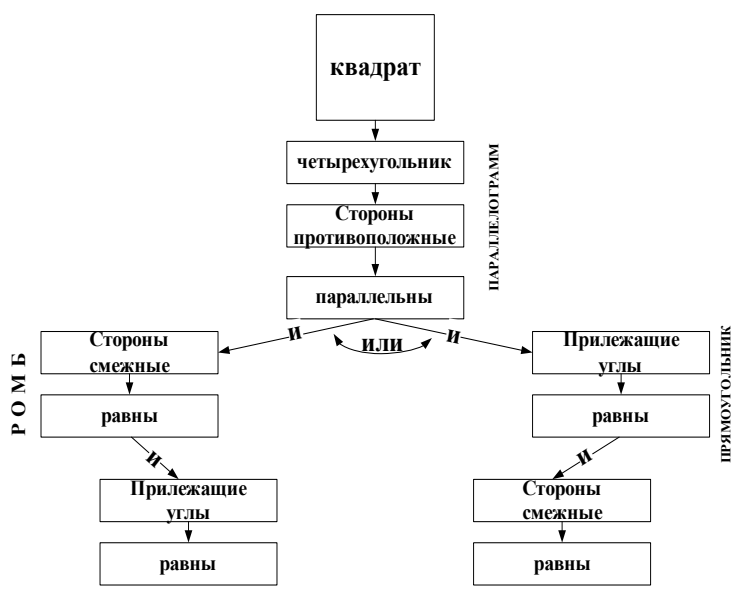 квадрат
четырехугольник
Стороны
противоположные
параллельны
ПАРАЛЛЕЛОГРАММ
И
или
И
Стороны
смежные
равны
РОМБ
И
Прилежащие
углы
равны
Прилежащие
углы
равны
ПРЯМОУГОЛЬНИК
И
Стороны
смежные
равны